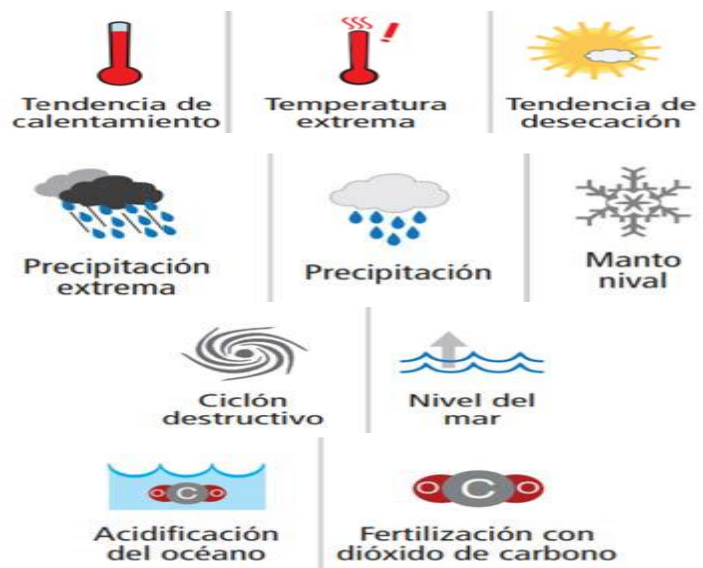 Tendencia de
calentamiento
Temperatura
extrema
Tendencia de
desecación
Precipitación
extrema
Precipitación
Manto
nival
Ciclón
destructivo
Nivel del
mar
O C O
Acidificación
del océano
O C O
Fertilización con
dióxido de carbono